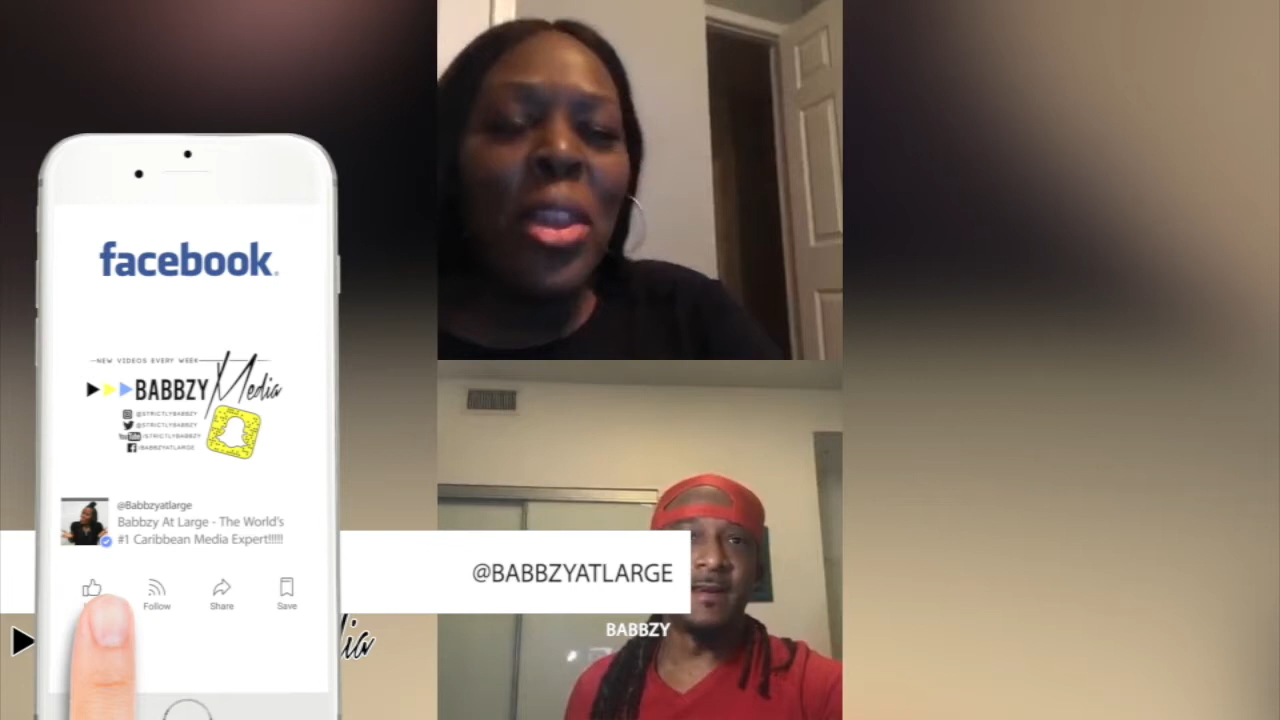 facebook.
NEW VIDEOS EVERY WEEK
BABBZY Media
@STRICTLYBABBZY
@STRICTLYBABBZY
YouTube /STRICTLYBABBZY
/BABBZYATLARGE
@Babbzyatlarge
Babbzy At Large - The World's
#1 Caribbean Media Expert!!!!!
@BABBZYATLARGE
Follow
Share
Save
BABBZY